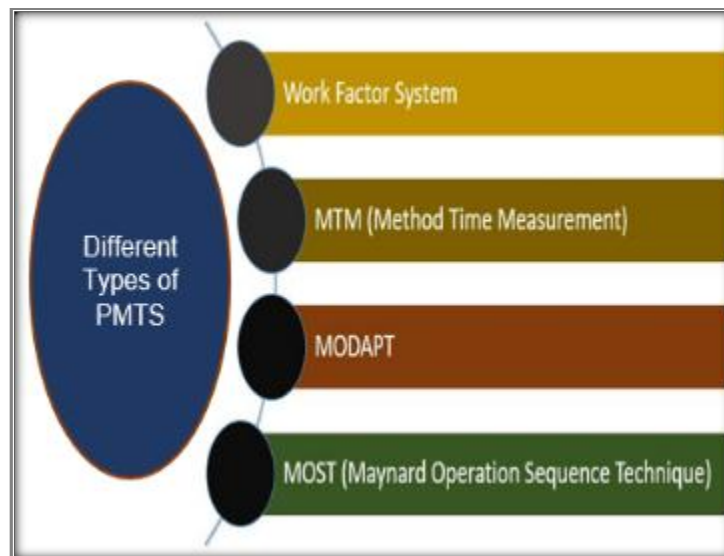 Different
Types of
PMTS
Work Factor System
MTM (Method Time Measurement)
MODAPT
MOST (Maynard Operation Sequence Technique)